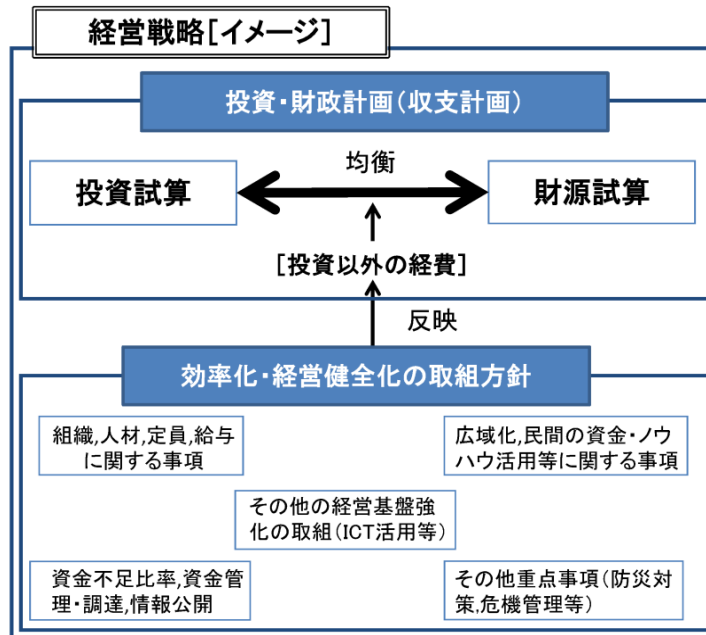 経営戦略[イメージ]
投資・財政計画(収支計画)
均衡
投資試算
財源試算
[投資以外の経費]
反映
効率化・経営健全化の取組方針
組織,人材,定員,給与
に関する事項
広域化,民間の資金・ノウ
ハウ活用等に関する事項
その他の経営基盤強
化の取組(ICT活用等)
資金不足比率,資金管
理・調達,情報公開
その他重点事項(防災対
策,危機管理等)